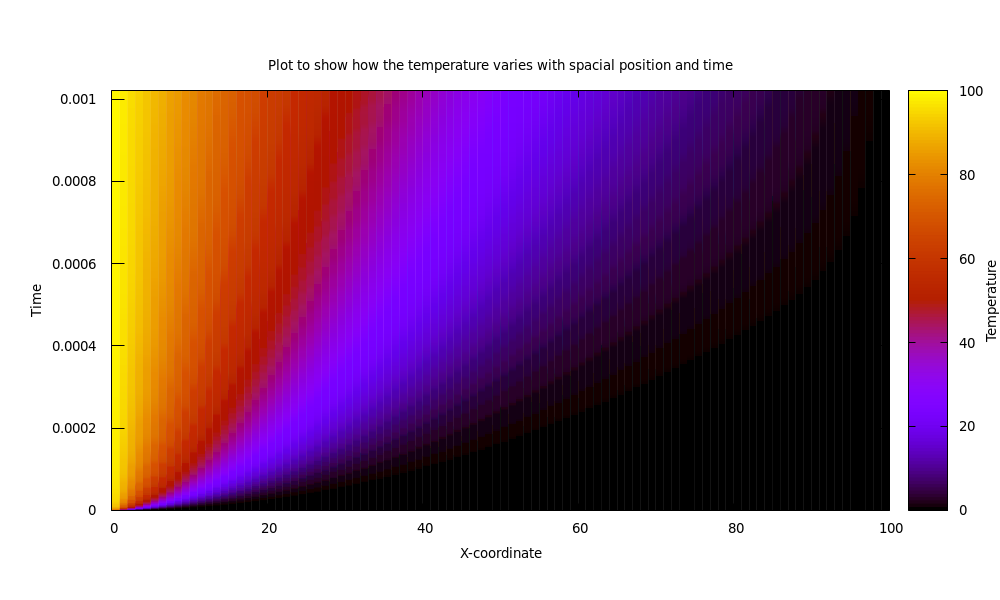 Plot to show how the temperature varies with spacial position and time
0.001
0.0008
0.0006
0.0004
0.0002
0
Time
0 20 40 60 80 100
X-coordinate
100
80
60
40
20
0
Temperature